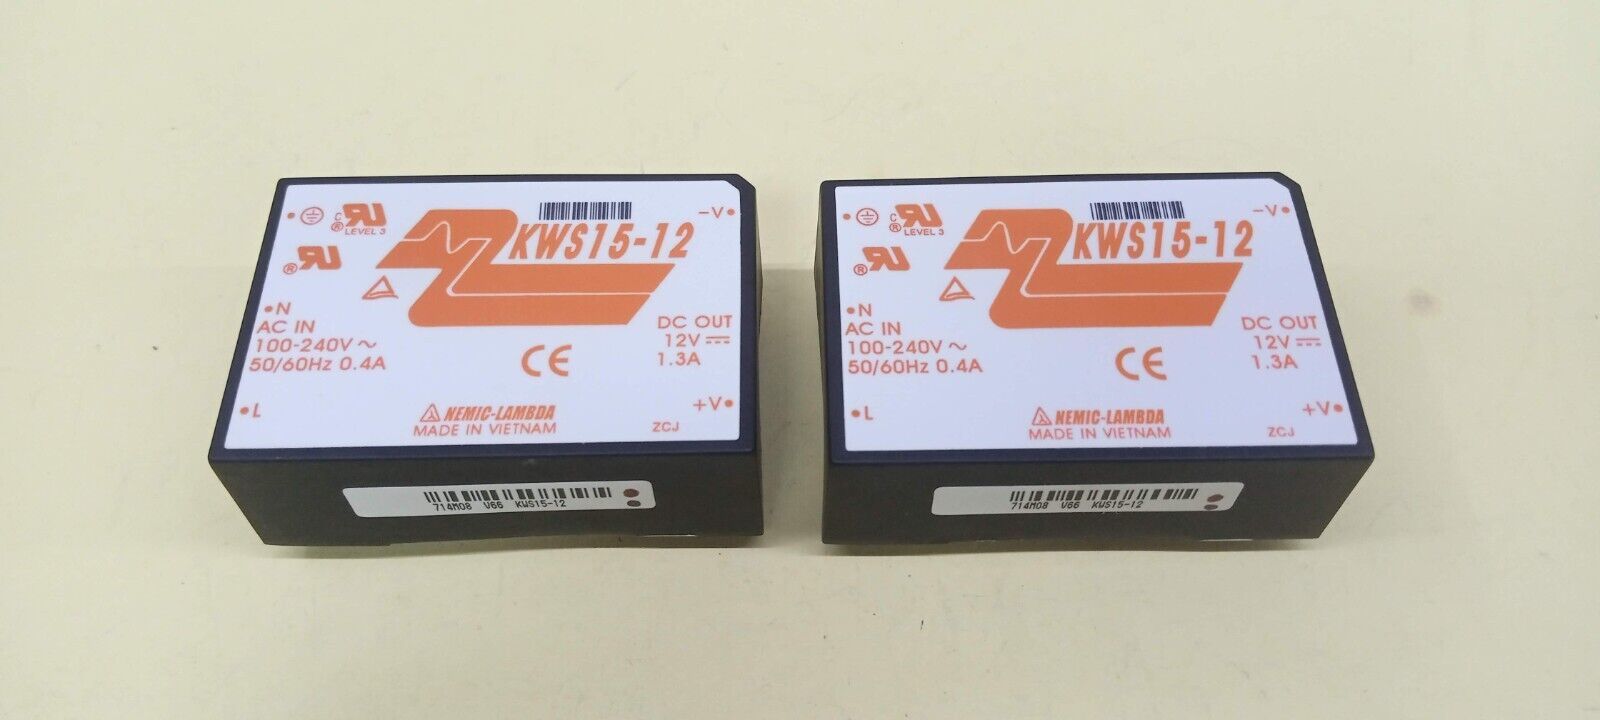 KWS15-12
−V
LEVEL 3
N
AC IN
100-240V ~
50/60Hz 0.4A
DC OUT
12V
1.3A
CE
L
+V
NEMIC-LAMBDA
MADE IN VIETNAM
ZCJ
714M08 V66 KWS15-12
KWS15-12
−V
LEVEL 3
N
AC IN
100-240V ~
50/60Hz 0.4A
DC OUT
12V
1.3A
CE
L
+V
NEMIC-LAMBDA
MADE IN VIETNAM
ZCJ
714M08 V66 KWS15-12